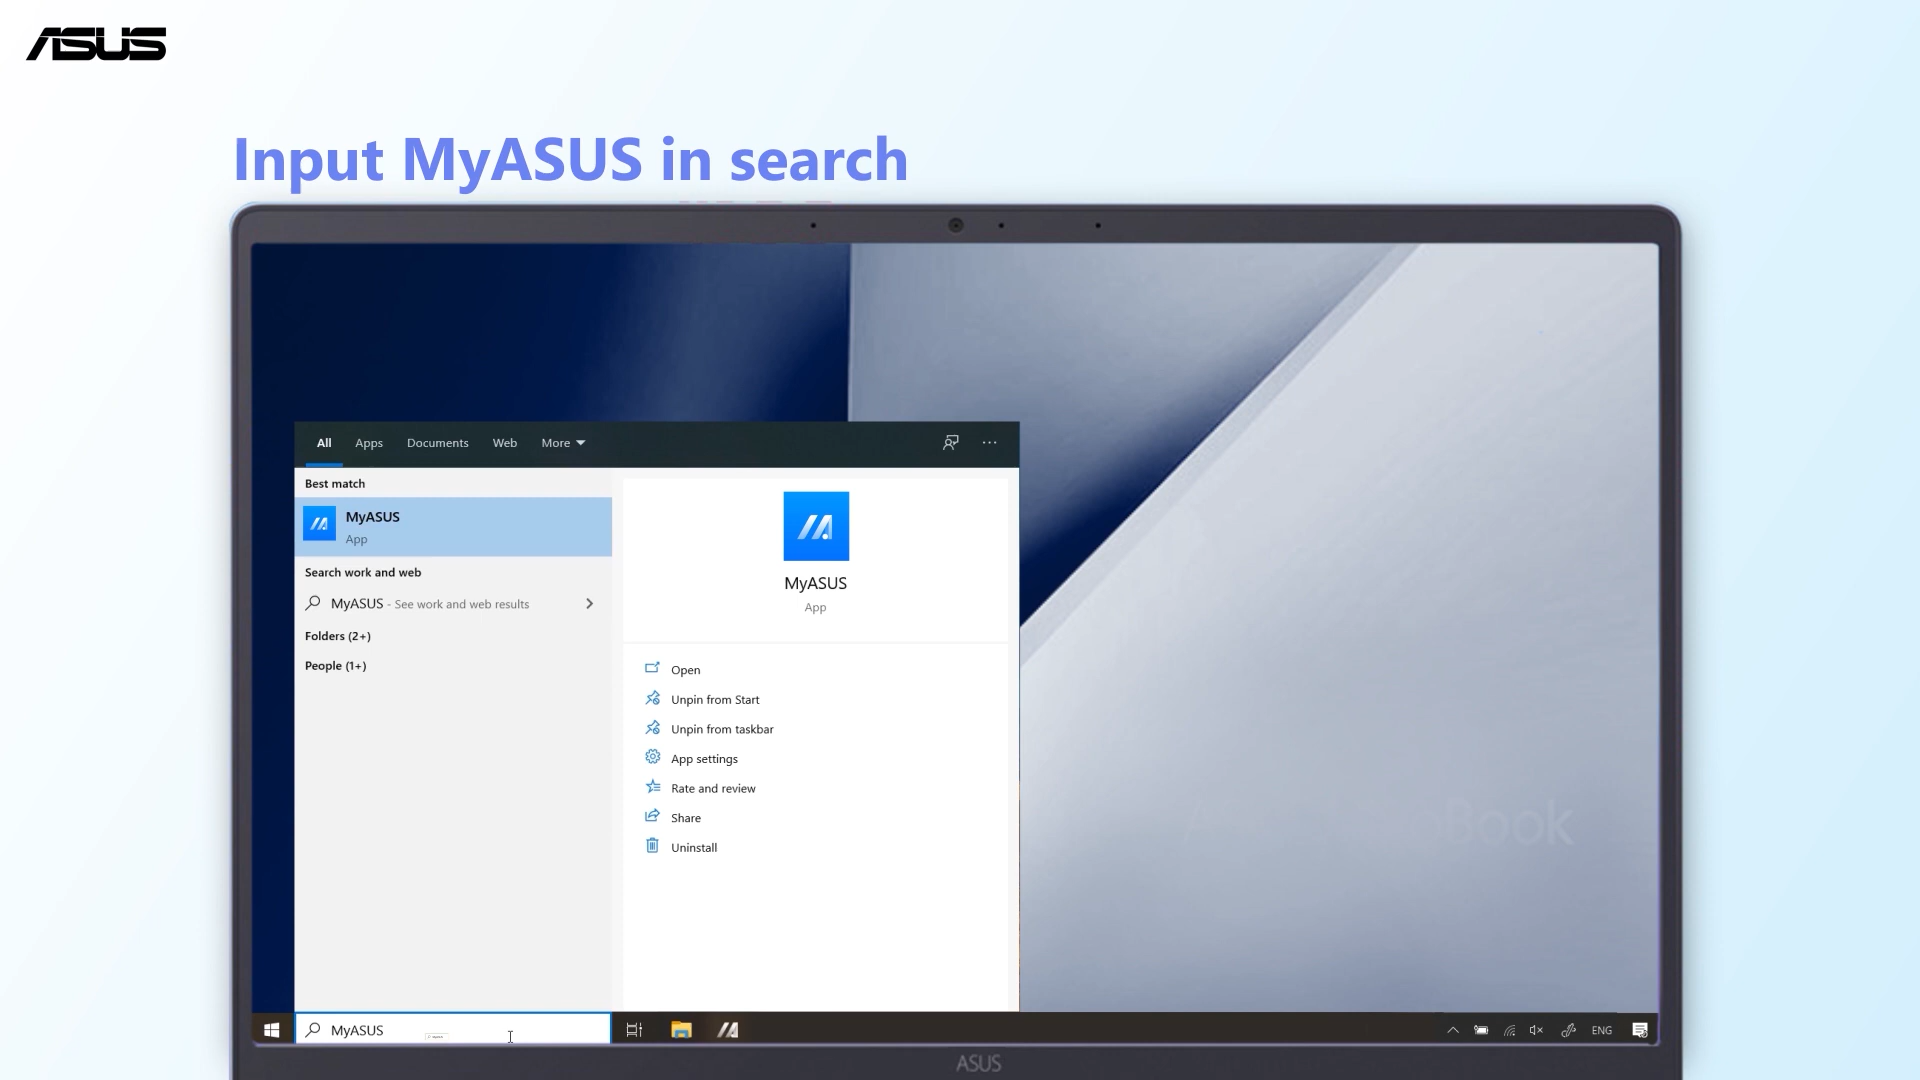 ASUS
Input MyASUS in search
All Apps Documents Web More
Best match
MyASUS
App
Search work and web
MyASUS - See work and web results
Folders (2+)
People (1+)
MyASUS
App
Open
Unpin from Start
Unpin from taskbar
App settings
Rate and review
Share
Uninstall
Book
MyASUS
ENG
ASUS